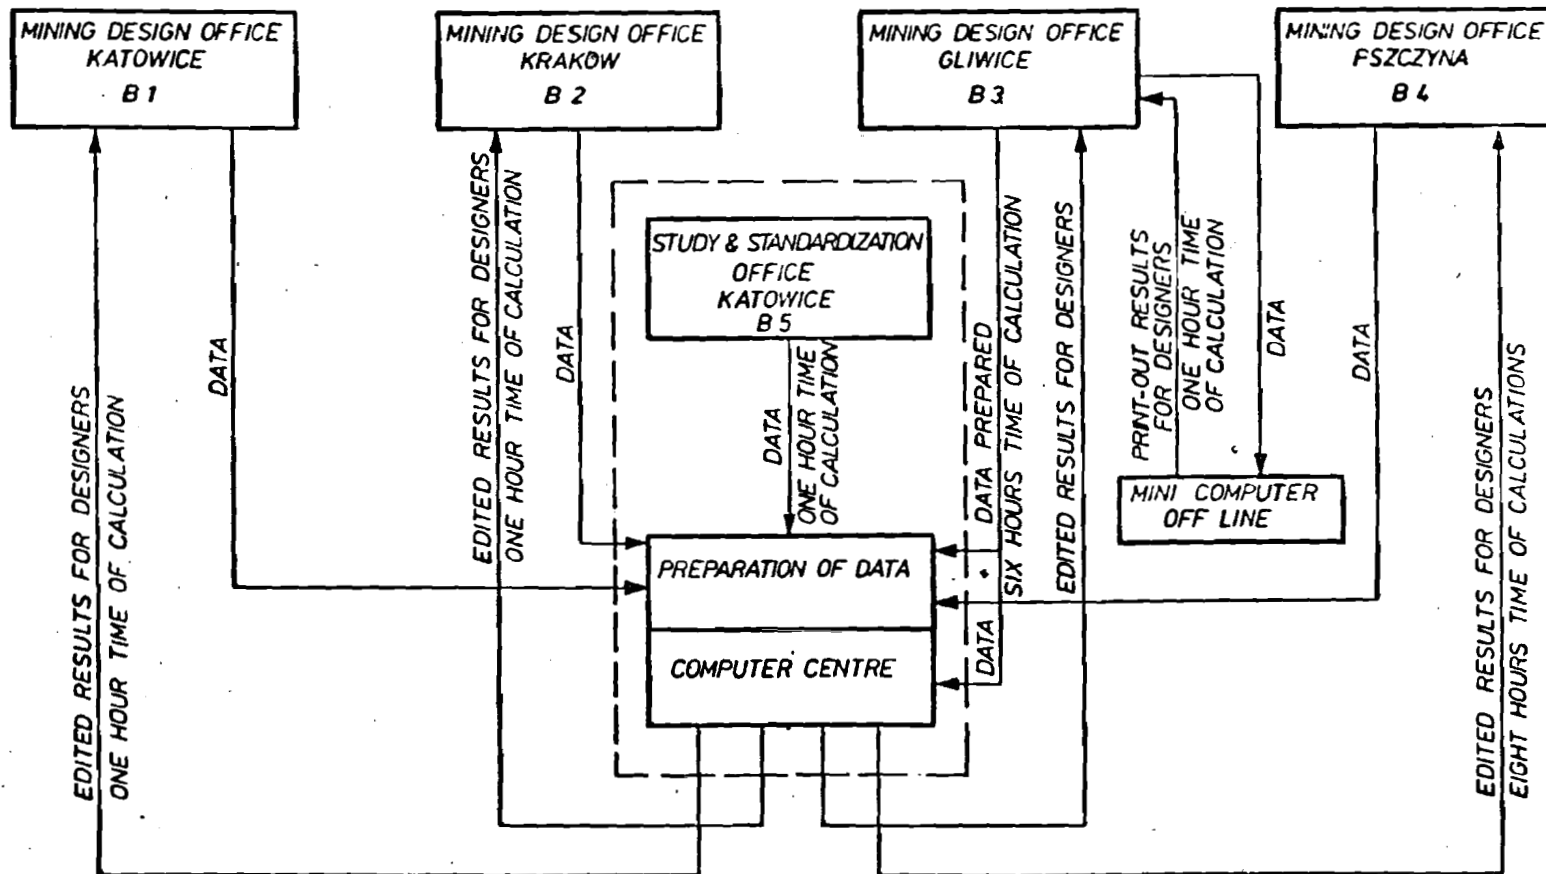 MINING DESIGN OFFICE
KATOWICE
B 1
MINING DESIGN OFFICE
KRAKÓW
B 2
MINING DESIGN OFFICE
GLIWICE
B 3
MINING DESIGN OFFICE
PSZCZYNA
B 4
STUDY & STANDARDIZATION
OFFICE
KATOWICE
B 5
EDITED RESULTS FOR DESIGNERS
ONE HOUR TIME OF CALCULATION
DATA
EDITED RESULTS FOR DESIGNERS
ONE HOUR TIME OF CALCULATION
DATA
DATA
ONE HOUR TIME
OF CALCULATION
DATA PREPARED
SIX HOURS TIME OF CALCULATION
DATA
EDITED RESULTS FOR DESIGNERS
PRINT-OUT RESULTS
FOR DESIGNERS
ONE HOUR TIME
OF CALCULATION
DATA
DATA
EDITED RESULTS FOR DESIGNERS
EIGHT HOURS TIME OF CALCULATIONS
MINI COMPUTER
OFF LINE
PREPARATION OF DATA
COMPUTER CENTRE